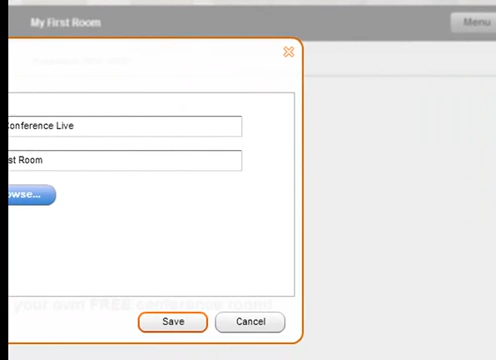 My First Room
Menu
Conference Live
st Room
owse...
your own FREE conference room!
Save
Cancel